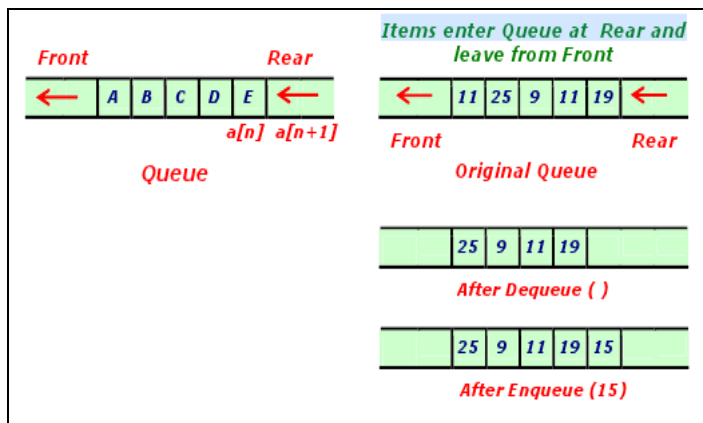 Front Rear
A B C D E
a[n] a[n+1]
Queue
Items enter Queue at Rear and
leave from Front
11 25 9 11 19
Front Rear
Original Queue
25 9 11 19
After Dequeue ( )
25 9 11 19 15
After Enqueue (15)